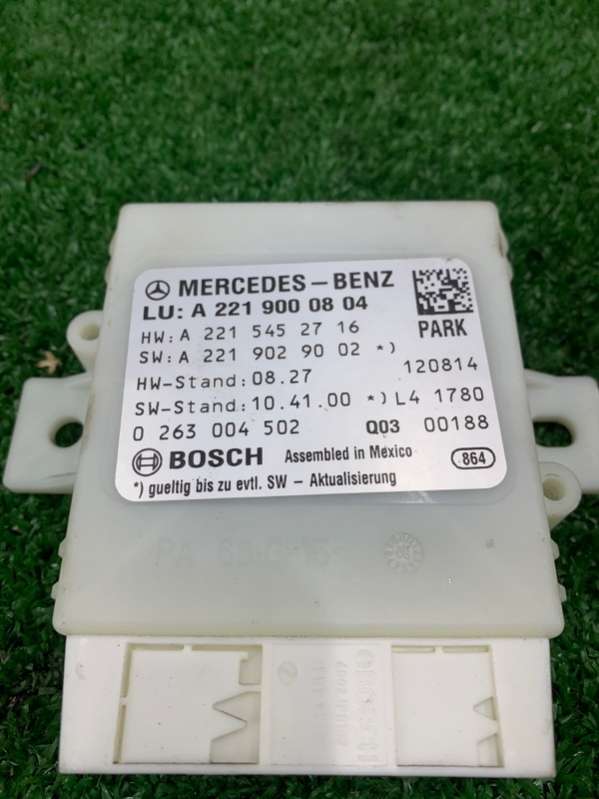 MERCEDES-BENZ
LU: A 221 900 08 04
PARK
HW: A 221 545 27 16
SW: A 221 902 90 02 *)
HW-Stand: 08.27 120814
SW-Stand: 10.41.00 *) L4 1780
0 263 004 502 Q03 00188
BOSCH Assembled in Mexico 864
*) gueltig bis zu evtl. SW - Aktualisierung